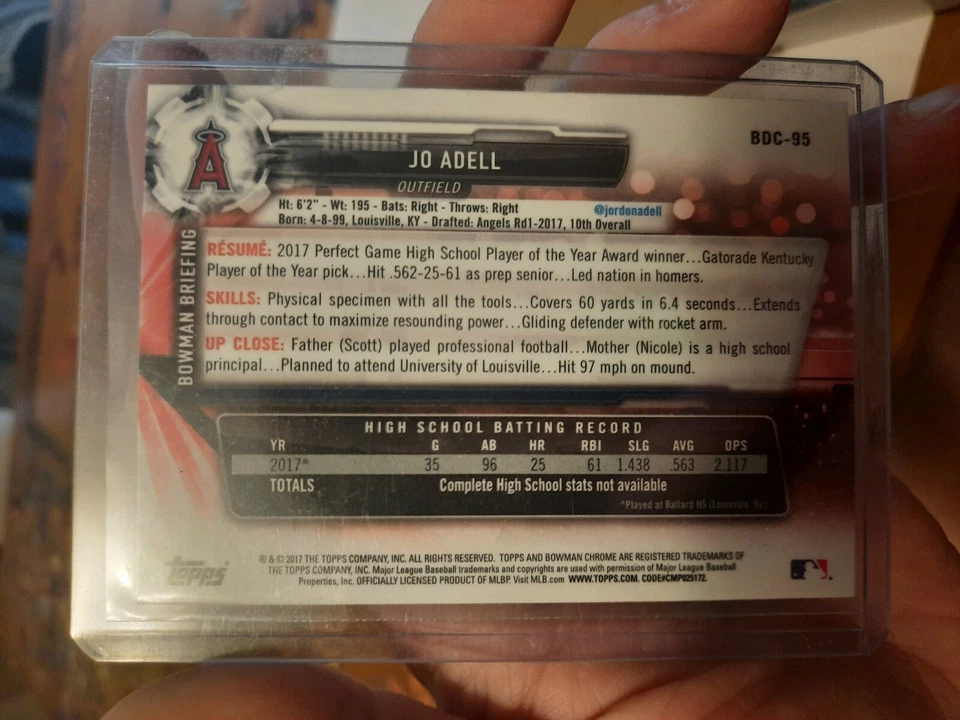 BDC-95
A
JO ADELL
OUTFIELD
Ht: 6'2" - Wt: 195 - Bats: Right - Throws: Right @jordonadell
Born: 4-8-99, Louisville, KY - Drafted: Angels Rd1-2017, 10th Overall
BOWMAN BRIEFING
RÉSUMÉ: 2017 Perfect Game High School Player of the Year Award winner...Gatorade Kentucky
Player of the Year pick...Hit .562-25-61 as prep senior...Led nation in homers.
SKILLS: Physical specimen with all the tools...Covers 60 yards in 6.4 seconds...Extends
through contact to maximize resounding power...Gliding defender with rocket arm.
UP CLOSE: Father (Scott) played professional football...Mother (Nicole) is a high school
principal...Planned to attend University of Louisville...Hit 97 mph on mound.
HIGH SCHOOL BATTING RECORD
YR G AB HR RBI SLG AVG OPS
2017* 35 96 25 61 1.438 .563 2.117
TOTALS Complete High School stats not available
*Played at Ballard HS (Louisville, Ky.)
Topps
® & © 2017 THE TOPPS COMPANY, INC. ALL RIGHTS RESERVED. TOPPS AND BOWMAN CHROME ARE REGISTERED TRADEMARKS OF
THE TOPPS COMPANY, INC. Major League Baseball trademarks and copyrights are used with permission of Major League Baseball
Properties, Inc. OFFICIALLY LICENSED PRODUCT OF MLBP. Visit MLB.com WWW.TOPPS.COM. CODE#CMP025172.